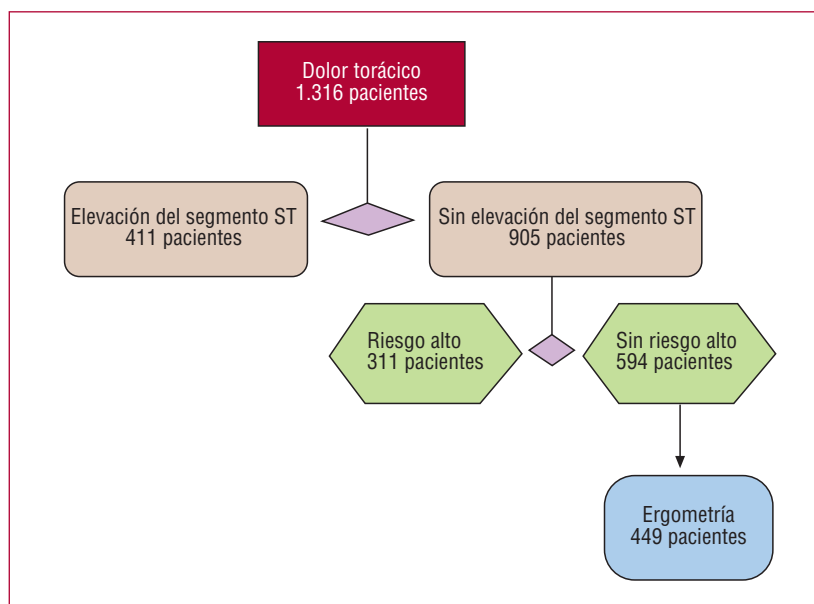 Dolor torácico
1.316 pacientes
Elevación del segmento ST
411 pacientes
Sin elevación del segmento ST
905 pacientes
Riesgo alto
311 pacientes
Sin riesgo alto
594 pacientes
Ergometría
449 pacientes